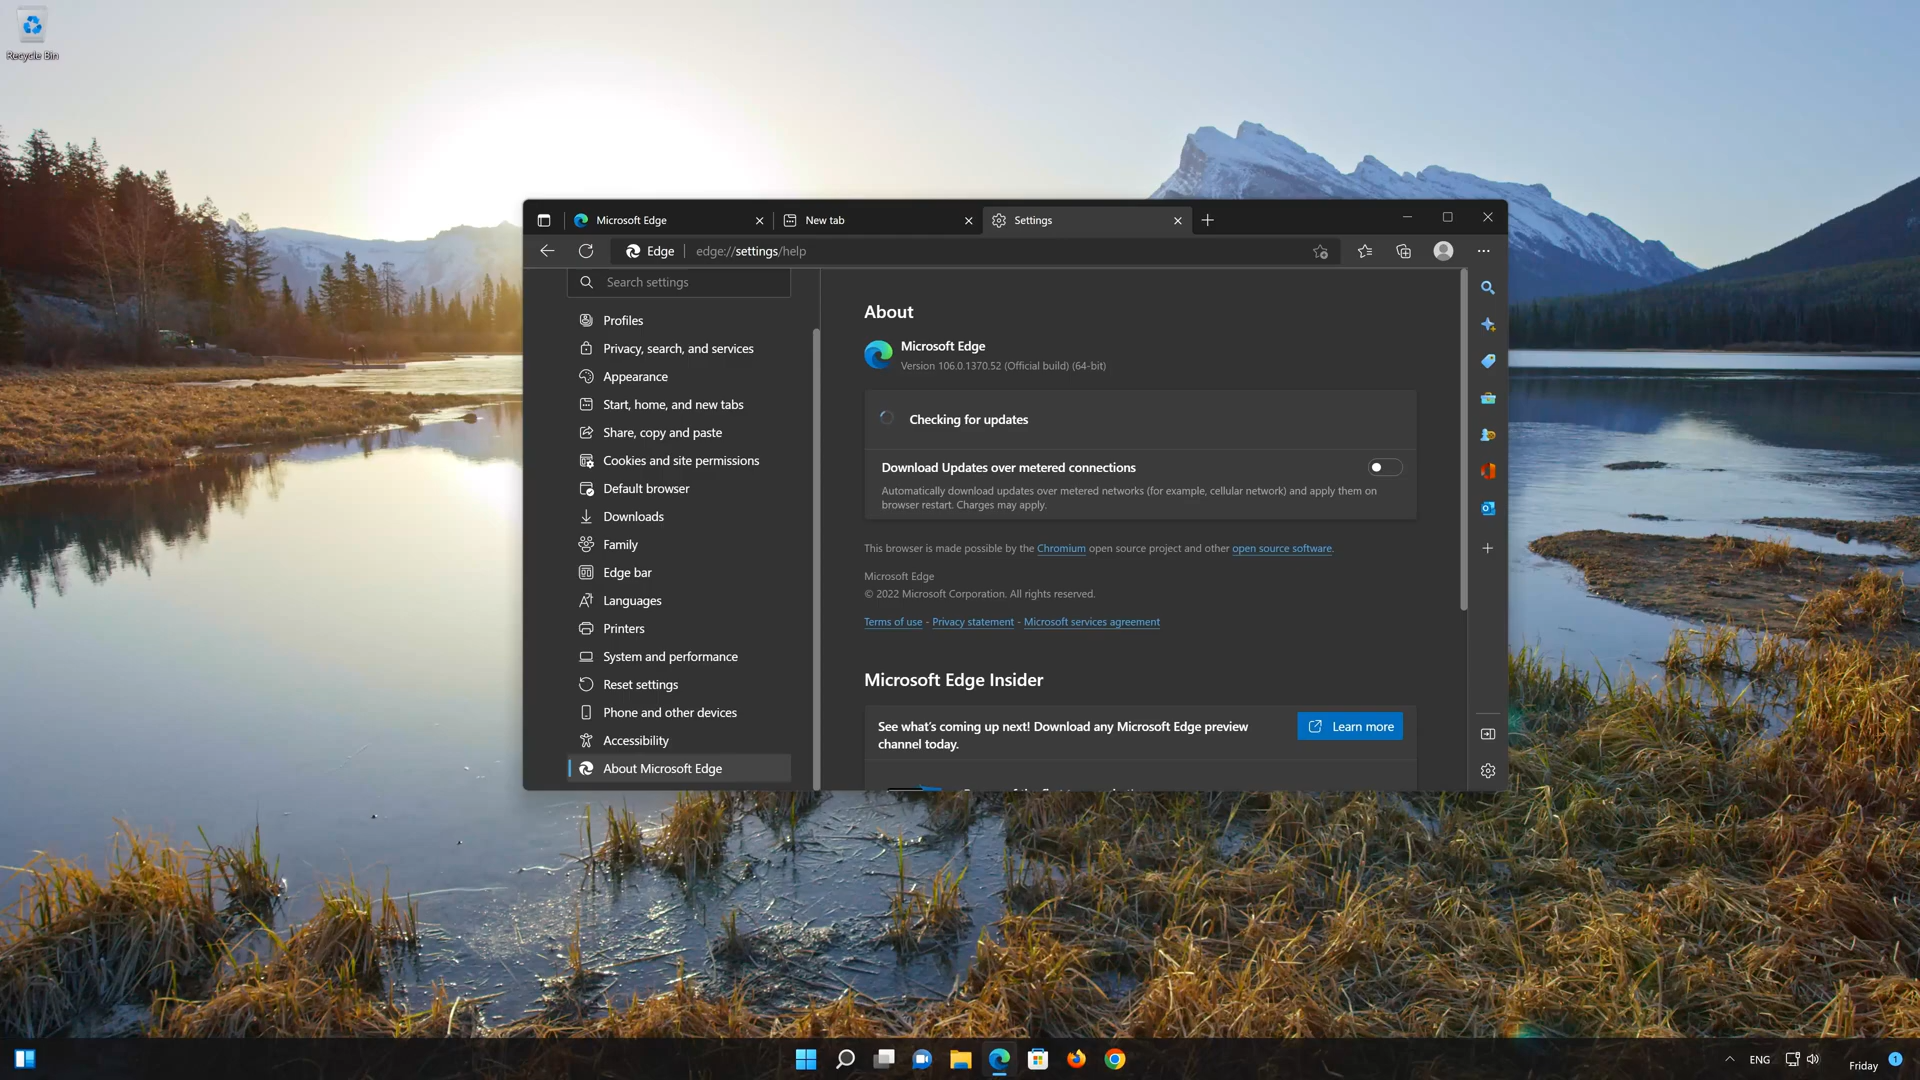 Recycle Bin
Microsoft Edge
New tab
Settings
Edge
edge://settings/help
Search settings
Profiles
Privacy, search, and services
Appearance
Start, home, and new tabs
Share, copy and paste
Cookies and site permissions
Default browser
Downloads
Family
Edge bar
Languages
Printers
System and performance
Reset settings
Phone and other devices
Accessibility
About Microsoft Edge
About
Microsoft Edge
Version 106.0.1370.52 (Official build) (64-bit)
Checking for updates
Download Updates over metered connections
Automatically download updates over metered networks (for example, cellular network) and apply them on
browser restart. Charges may apply.
This browser is made possible by the Chromium open source project and other open source software.
Microsoft Edge
© 2022 Microsoft Corporation. All rights reserved.
Terms of use - Privacy statement - Microsoft services agreement
Microsoft Edge Insider
See what's coming up next! Download any Microsoft Edge preview
channel today.
Learn more
ENG
Friday
1